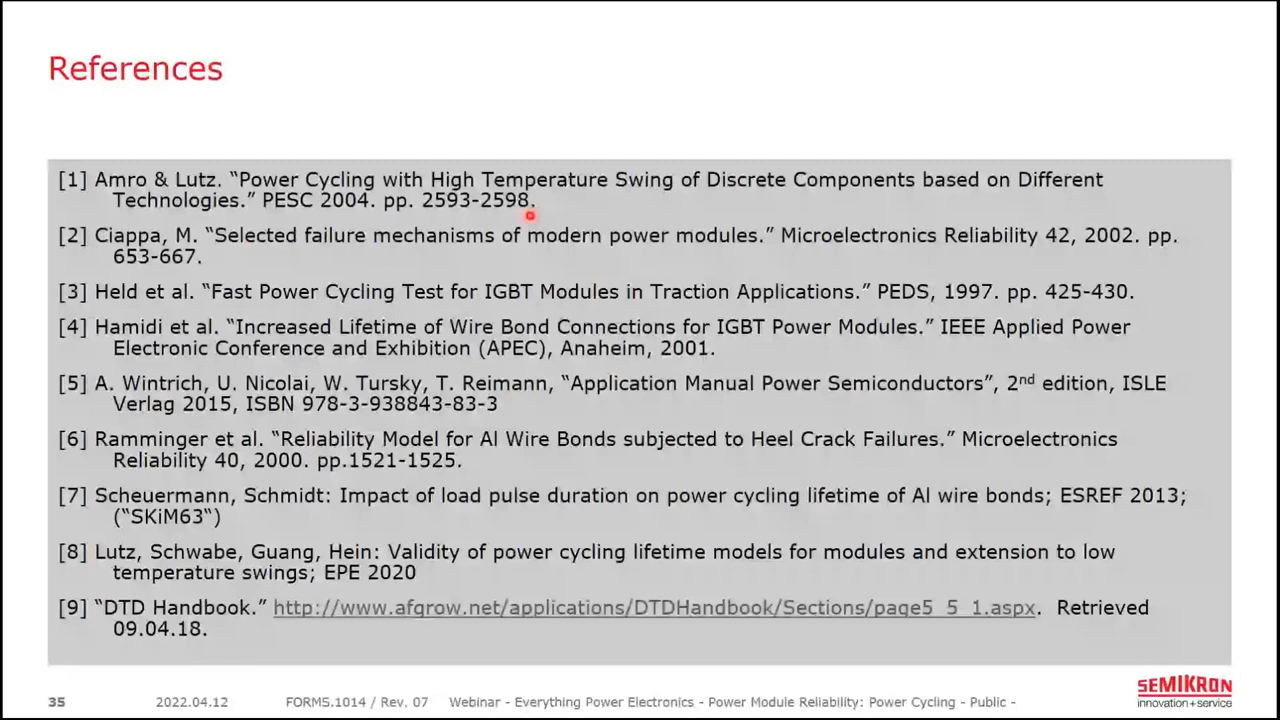 References
[1] Amro & Lutz. “Power Cycling with High Temperature Swing of Discrete Components based on Different
Technologies.” PESC 2004. pp. 2593-2598.
[2] Ciappa, M. “Selected failure mechanisms of modern power modules.” Microelectronics Reliability 42, 2002. pp.
653-667.
[3] Held et al. “Fast Power Cycling Test for IGBT Modules in Traction Applications.” PEDS, 1997. pp. 425-430.
[4] Hamidi et al. “Increased Lifetime of Wire Bond Connections for IGBT Power Modules.” IEEE Applied Power
Electronic Conference and Exhibition (APEC), Anaheim, 2001.
[5] A. Wintrich, U. Nicolai, W. Tursky, T. Reimann, “Application Manual Power Semiconductors”, 2nd edition, ISLE
Verlag 2015, ISBN 978-3-938843-83-3
[6] Ramminger et al. “Reliability Model for Al Wire Bonds subjected to Heel Crack Failures.” Microelectronics
Reliability 40, 2000. pp.1521-1525.
[7] Scheuermann, Schmidt: Impact of load pulse duration on power cycling lifetime of Al wire bonds; ESREF 2013;
(“SKiM63“)
[8] Lutz, Schwabe, Guang, Hein: Validity of power cycling lifetime models for modules and extension to low
temperature swings; EPE 2020
[9] “DTD Handbook.” http://www.afgrow.net/applications/DTDHandbook/Sections/page5_5_1.aspx. Retrieved
09.04.18.
35 2022.04.12 FORM5.1014 / Rev. 07 Webinar - Everything Power Electronics - Power Module Reliability: Power Cycling - Public -
SEMIKRON
innovation+service